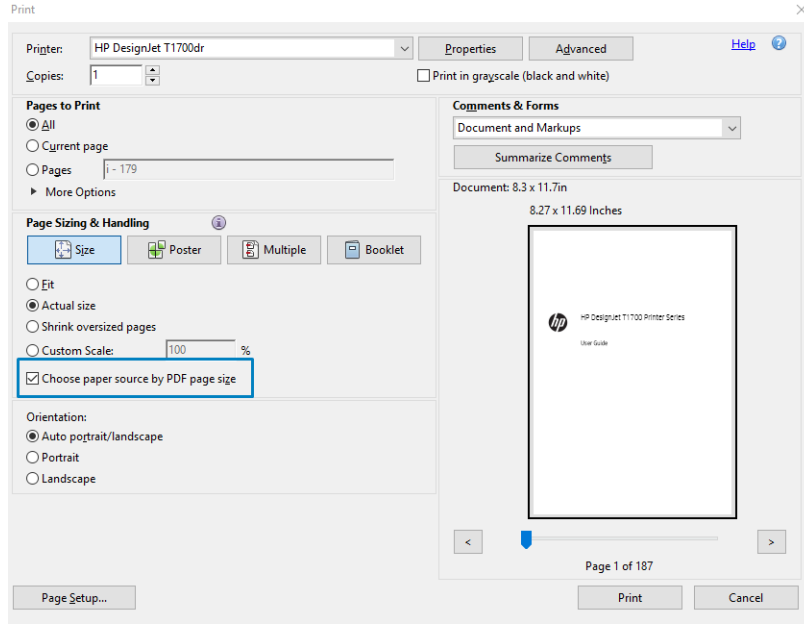 Print
Printer: HP DesignJet T1700dr Properties Advanced Help ?
Copies: 1 Print in grayscale (black and white)
Pages to Print
All
Current page
Pages i - 179
More Options
Page Sizing & Handling i
Size Poster Multiple Booklet
Fit
Actual size
Shrink oversized pages
Custom Scale: 100 %
Choose paper source by PDF page size
Orientation:
Auto portrait/landscape
Portrait
Landscape
Comments & Forms
Document and Markups
Summarize Comments
Document: 8.3 x 11.7in
8.27 x 11.69 Inches
hp HP DesignJet T1700 Printer Series
User Guide
< >
Page 1 of 187
Page Setup... Print Cancel